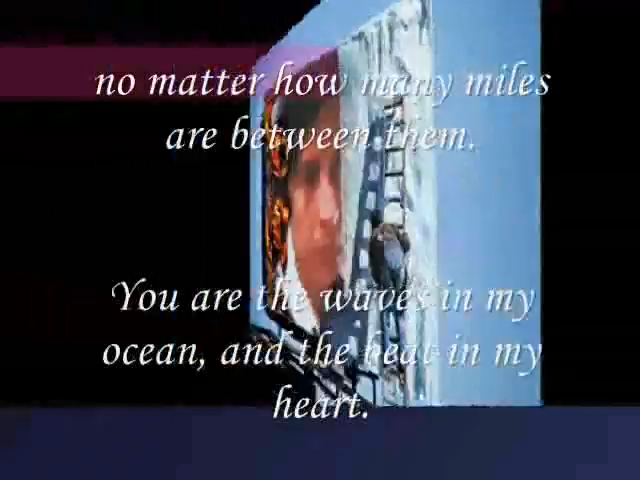 no matter how many miles
are between them.
You are the waves in my
ocean, and the beat in my
heart.